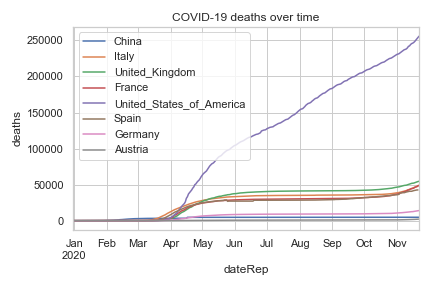 COVID-19 deaths over time
China
Italy
United_Kingdom
France
United_States_of_America
Spain
Germany
Austria
deaths
250000
200000
150000
100000
50000
0
Jan Feb Mar Apr May Jun Jul Aug Sep Oct Nov
2020
dateRep